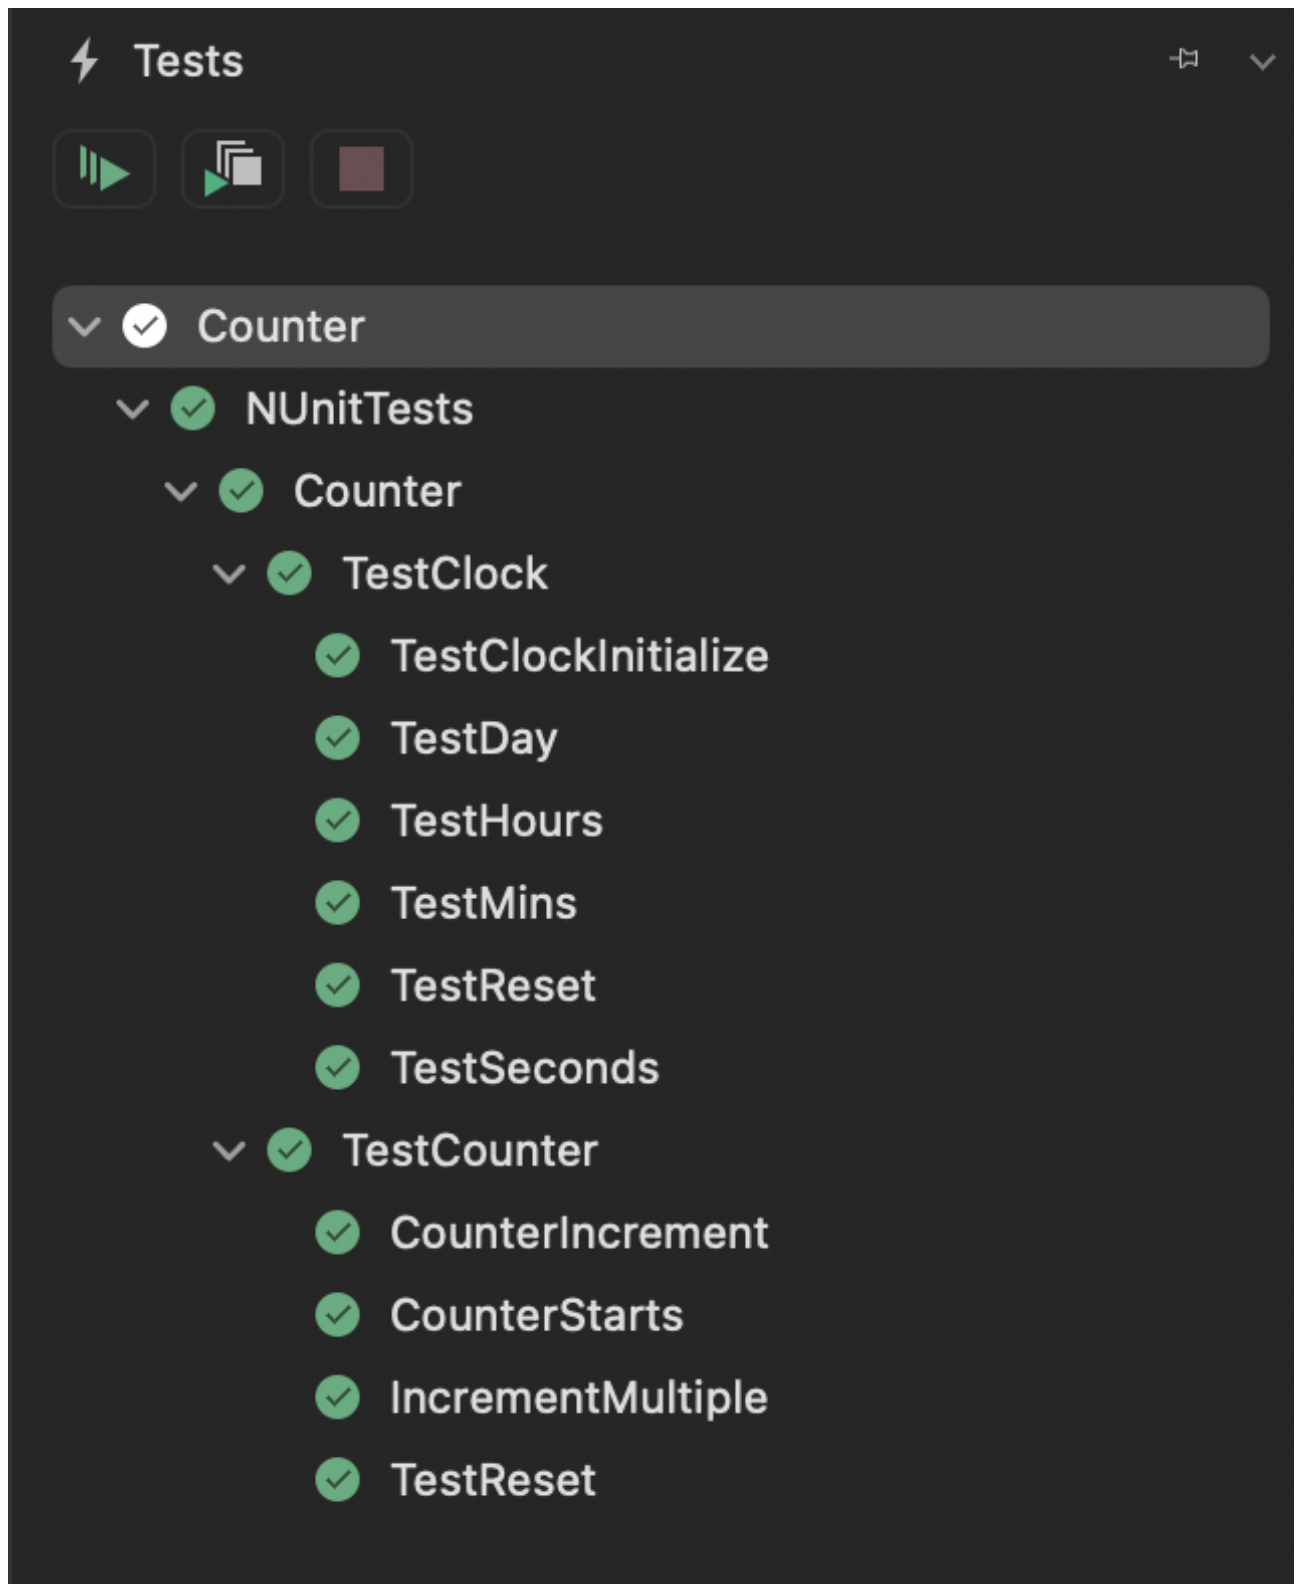 Tests
Counter
NUnitTests
Counter
TestClock
TestClockInitialize
TestDay
TestHours
TestMins
TestReset
TestSeconds
TestCounter
CounterIncrement
CounterStarts
IncrementMultiple
TestReset